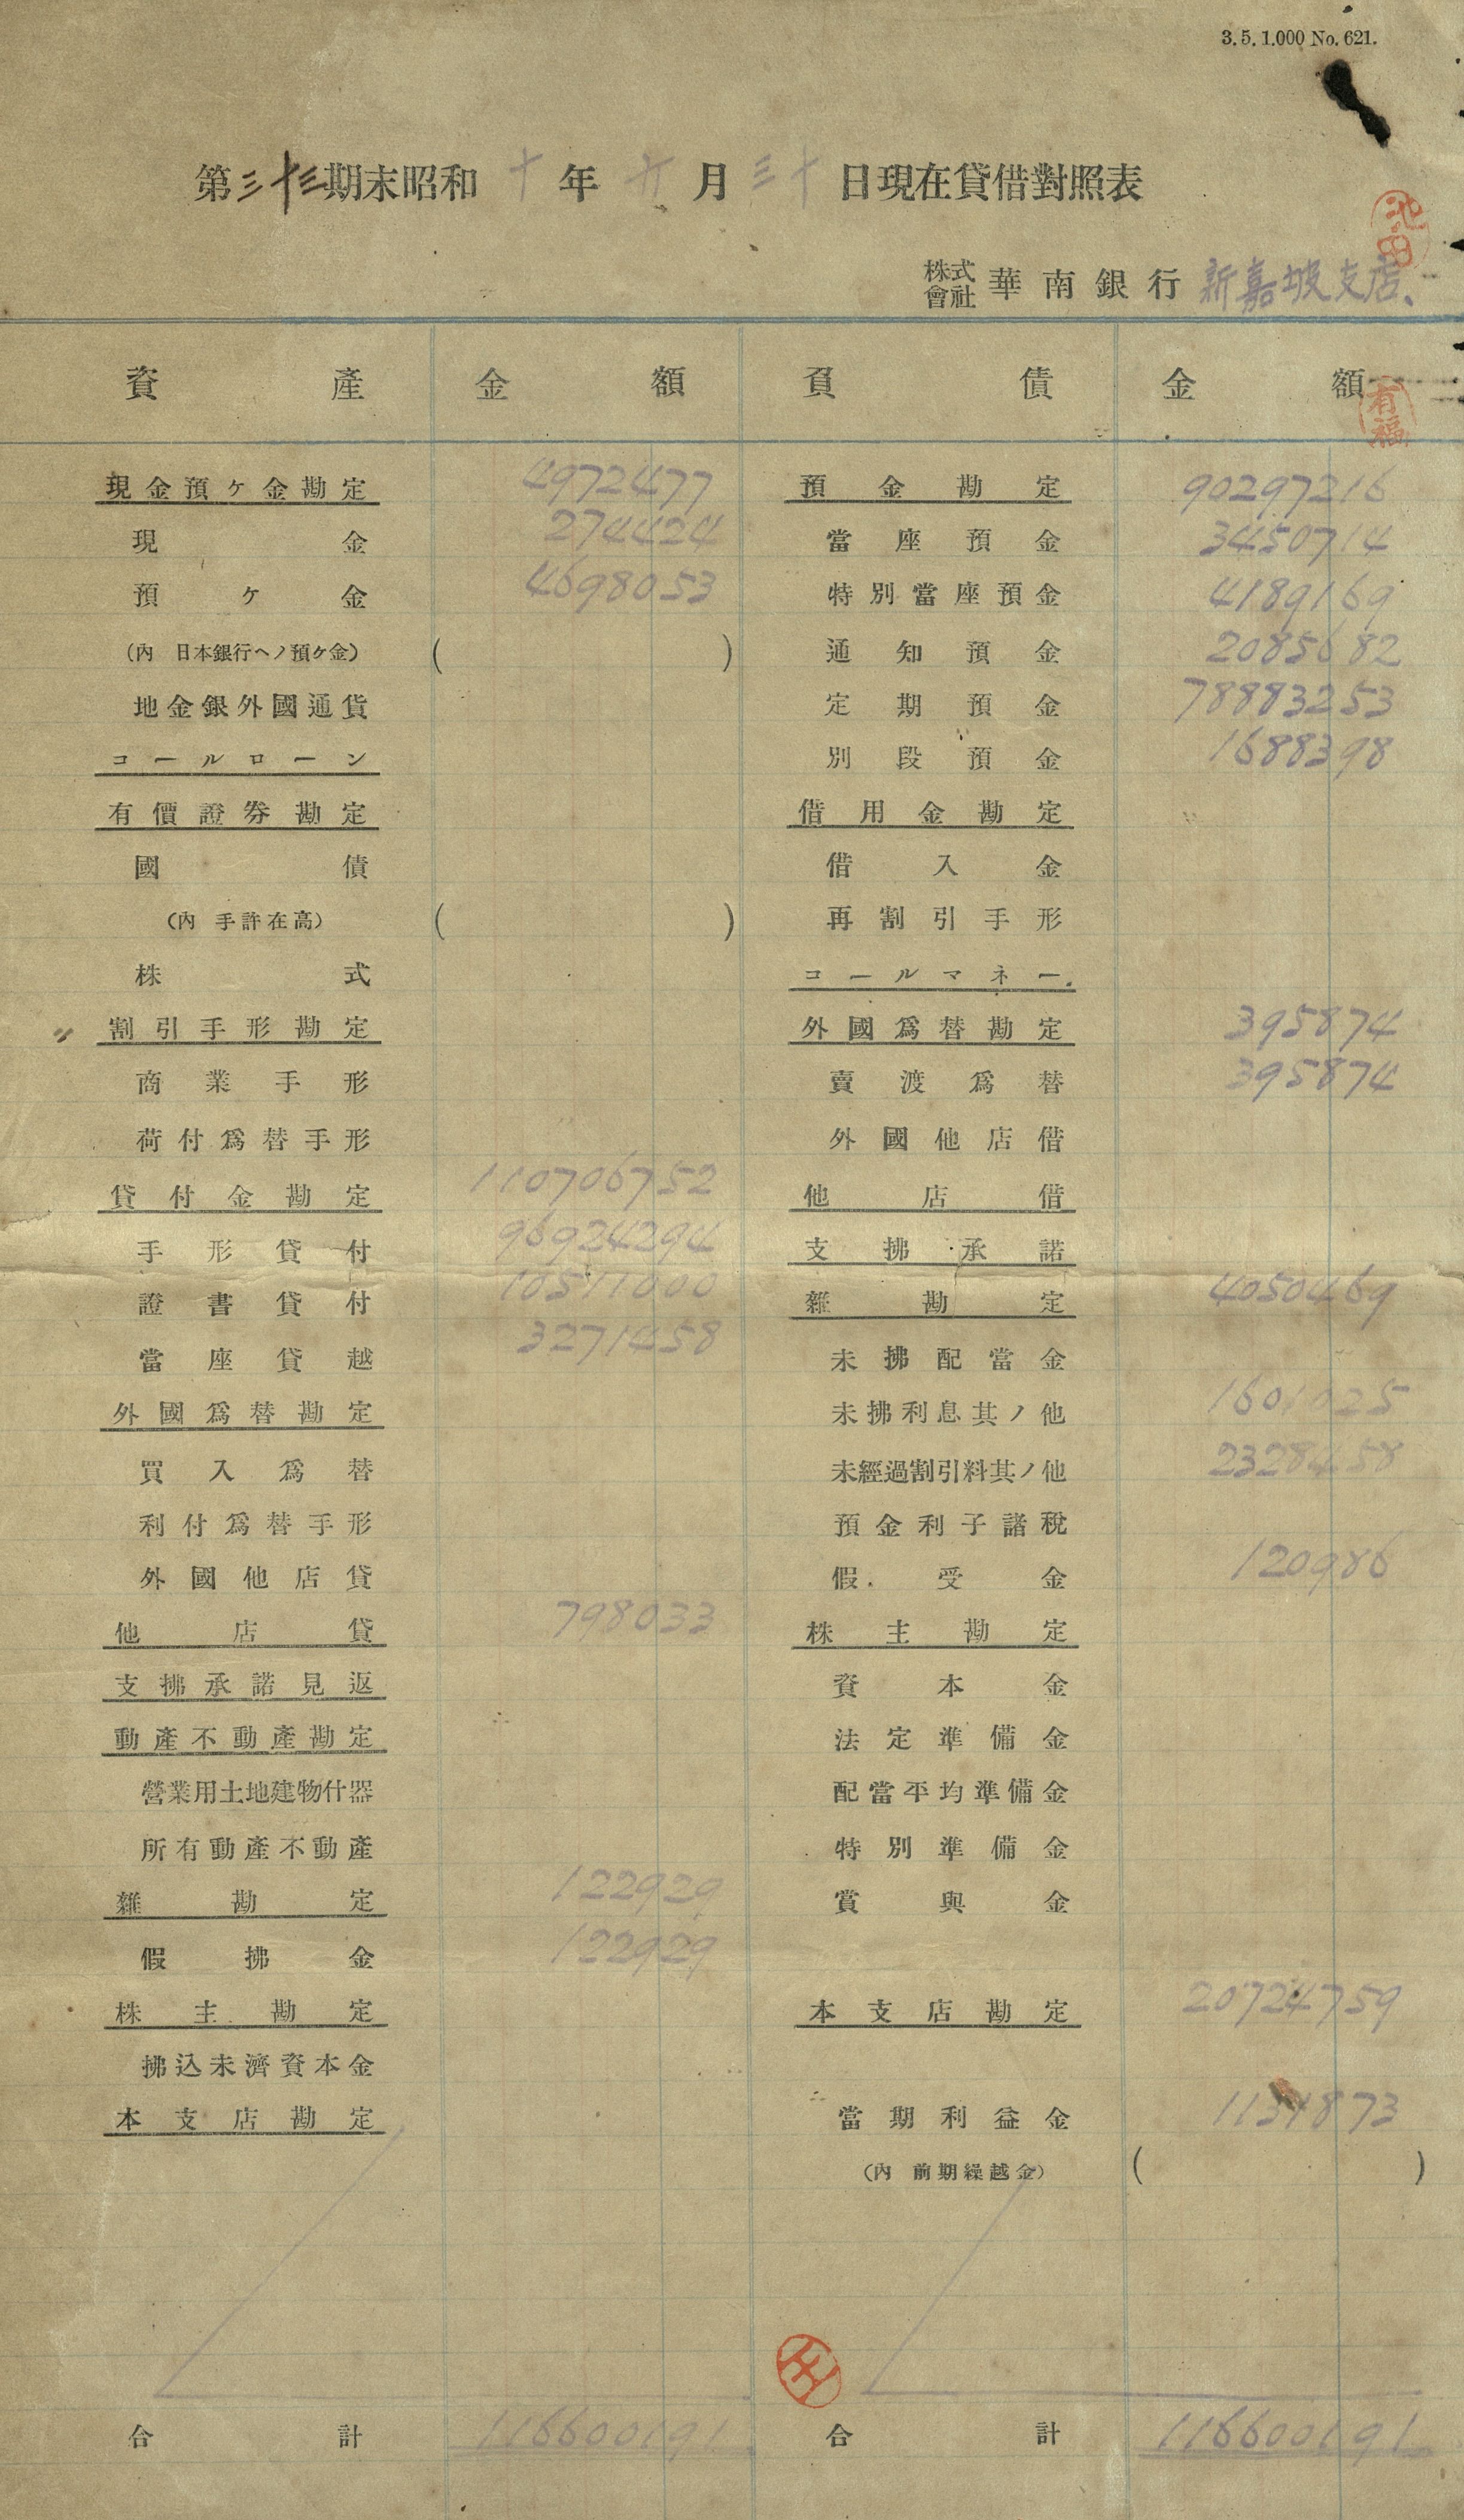 3.5.1.000 No.621.
第三十三期末昭和十年六月三十日現在貸借對照表
池田
株式會社 華南銀行 新嘉坡支店、
資產 金額 負債 金額
有福
現金預ケ金勘定 4972477 預金勘定 90297216
現金 274424 當座預金 3450714
預ケ金 4698053 特別當座預金 4189169
(內 日本銀行ヘノ預ケ金) ( ) 通知預金 2085682
地金銀外國通貨 定期預金 78883253
コールローン 別段預金 1688398
有價證券勘定 借用金勘定
國債 借入金
(內 手許在高) ( ) 再割引手形
株式 コールマネー
割引手形勘定 外國爲替勘定 395874
商業手形 賣渡爲替 395874
荷付爲替手形 外國他店借
貸付金勘定 110706752 他店借
手形貸付 96924294 支拂承諾
證書貸付 10511000 雜勘定 4050469
當座貸越 3271458 未拂配當金
外國爲替勘定 未拂利息其ノ他 1601025
買入爲替 未經過割引料其ノ他 2328458
利付爲替手形 預金利子諸稅
外國他店貸 假受金 120986
他店貸 798033 株主勘定
支拂承諾見返 資本金
動產不動產勘定 法定準備金
營業用土地建物什器 配當平均準備金
所有動產不動產 特別準備金
雜勘定 122929 賞與金
假拂金 122929
株主勘定 本支店勘定 20724759
拂込未濟資本金
本支店勘定 當期利益金 1131873
(內 前期繰越金) ( )
王
合計 116600191 合計 116600191